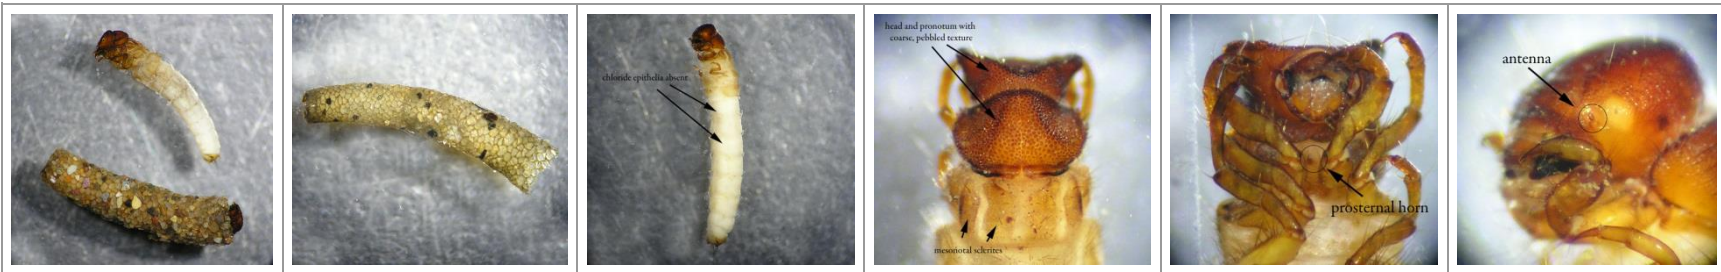 chloride epithelia absent
head and pronotum with
coarse, pebbled texture
mesonotal sclerites
prosternal horn
antenna